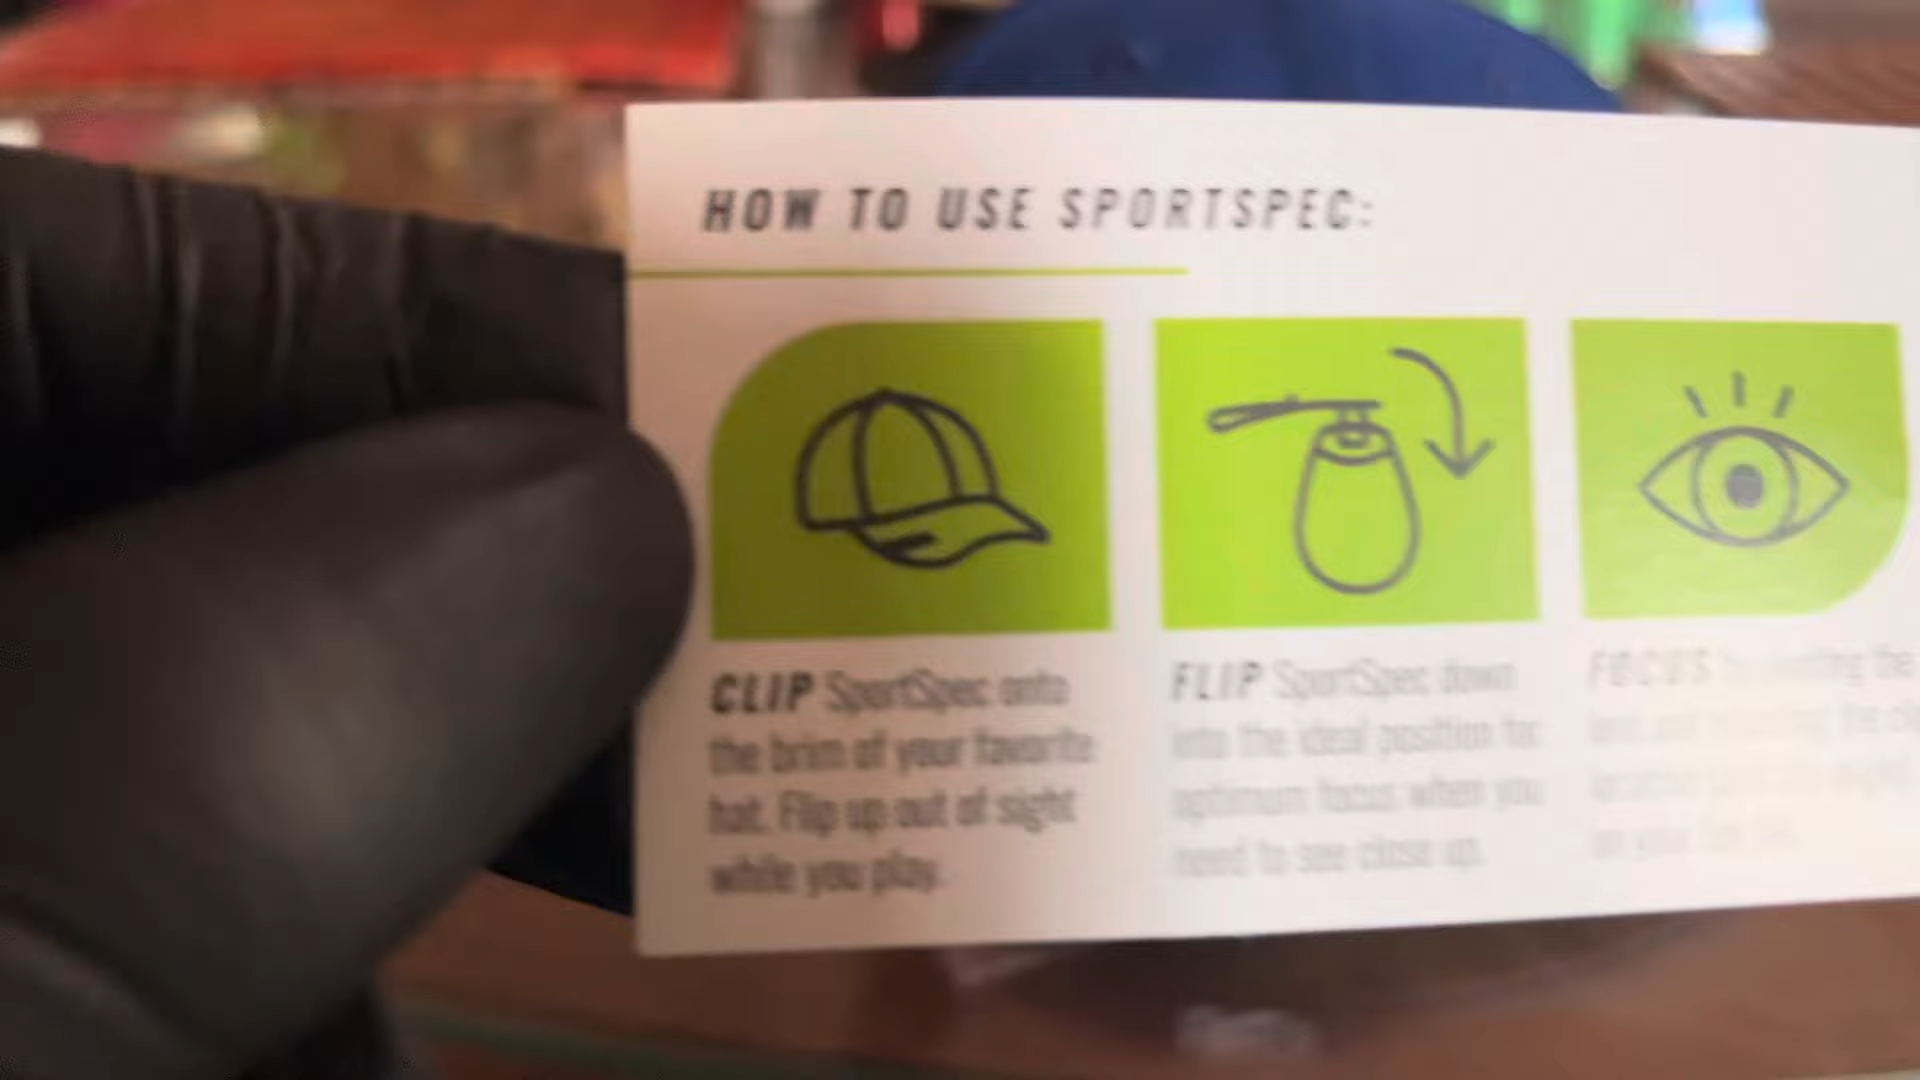 HOW TO USE SPORTSPEC:
CLIP SportSpec onto
the brim of your favorite
hat. Flip up out of sight
while you play.
FLIP SportSpec down
into the ideal position for
optimum focus when you
need to see close up.
FOCUS the